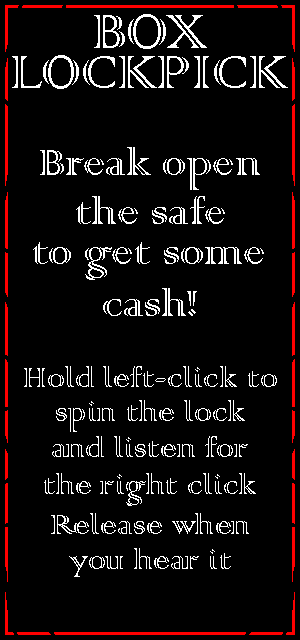 BOX
LOCKPICK
Break open
the safe
to get some
cash!
Hold left-click to
spin the lock
and listen for
the right click
Release when
you hear it